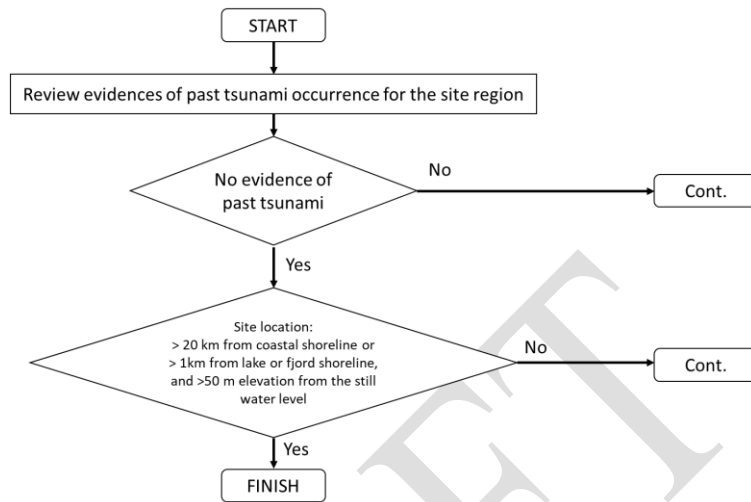 START
Review evidences of past tsunami occurrence for the site region
No evidence of
past tsunami
No
Cont.
Yes
Site location:
> 20 km from coastal shoreline or
> 1km from lake or fjord shoreline,
and >50 m elevation from the still
water level
No
Cont.
Yes
FINISH